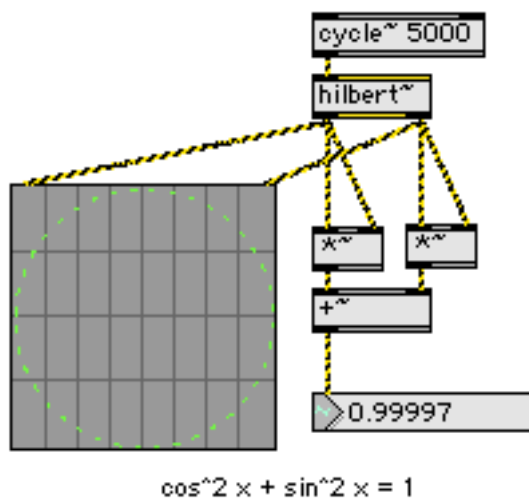 cycle~ 5000
hilbert~
*~ *~
+~
0.99997
cos^2 x + sin^2 x = 1